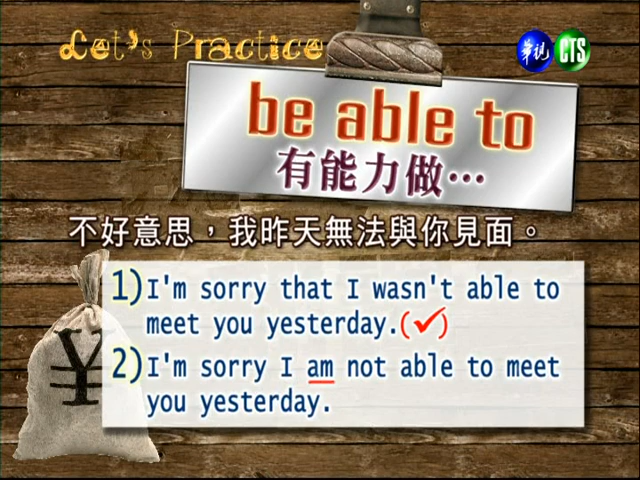 Let's Practice
華視 CTS
be able to
有能力做…
不好意思，我昨天無法與你見面。
1) I'm sorry that I wasn't able to
meet you yesterday.(✓)
2) I'm sorry I am not able to meet
you yesterday.
¥